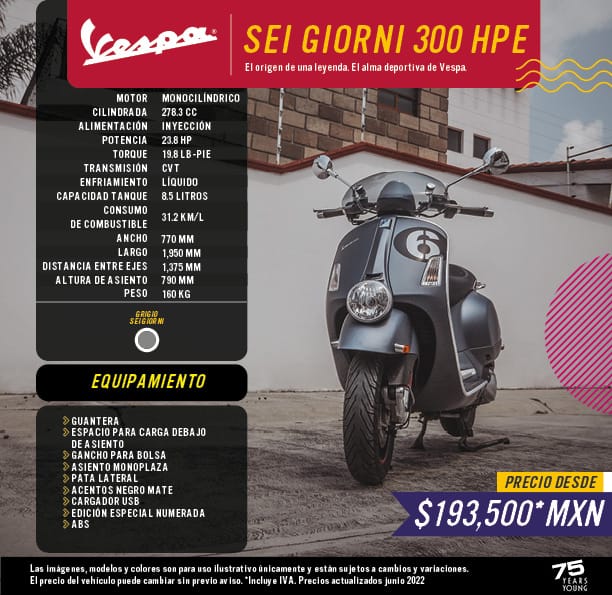 Vespa
SEI GIORNI 300 HPE
El origen de una leyenda. El alma deportiva de Vespa.
MOTOR MONOCILÍNDRICO
CILINDRADA 278.3 CC
ALIMENTACIÓN INYECCIÓN
POTENCIA 23.8 HP
TORQUE 19.8 LB-PIE
TRANSMISIÓN CVT
ENFRIAMIENTO LÍQUIDO
CAPACIDAD TANQUE 8.5 LITROS
CONSUMO
DE COMBUSTIBLE 31.2 KM/L
ANCHO 770 MM
LARGO 1,950 MM
DISTANCIA ENTRE EJES 1,375 MM
ALTURA DE ASIENTO 790 MM
PESO 160 KG
GRIGIO
SEI GIORNI
EQUIPAMIENTO
GUANTERA
ESPACIO PARA CARGA DEBAJO
DE ASIENTO
GANCHO PARA BOLSA
ASIENTO MONOPLAZA
PATA LATERAL
ACENTOS NEGRO MATE
CARGADOR USB
EDICIÓN ESPECIAL NUMERADA
ABS
6
PRECIO DESDE
$193,500* MXN
Las imágenes, modelos y colores son para uso ilustrativo únicamente y están sujetos a cambios y variaciones.
El precio del vehículo puede cambiar sin previo aviso. *Incluye IVA. Precios actualizados junio 2022
75
YEARS
YOUNG